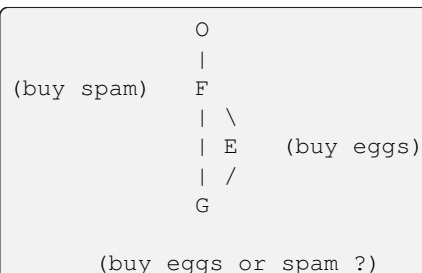 O
|
(buy spam) F
| \
| E (buy eggs)
| /
G
(buy eggs or spam ?)